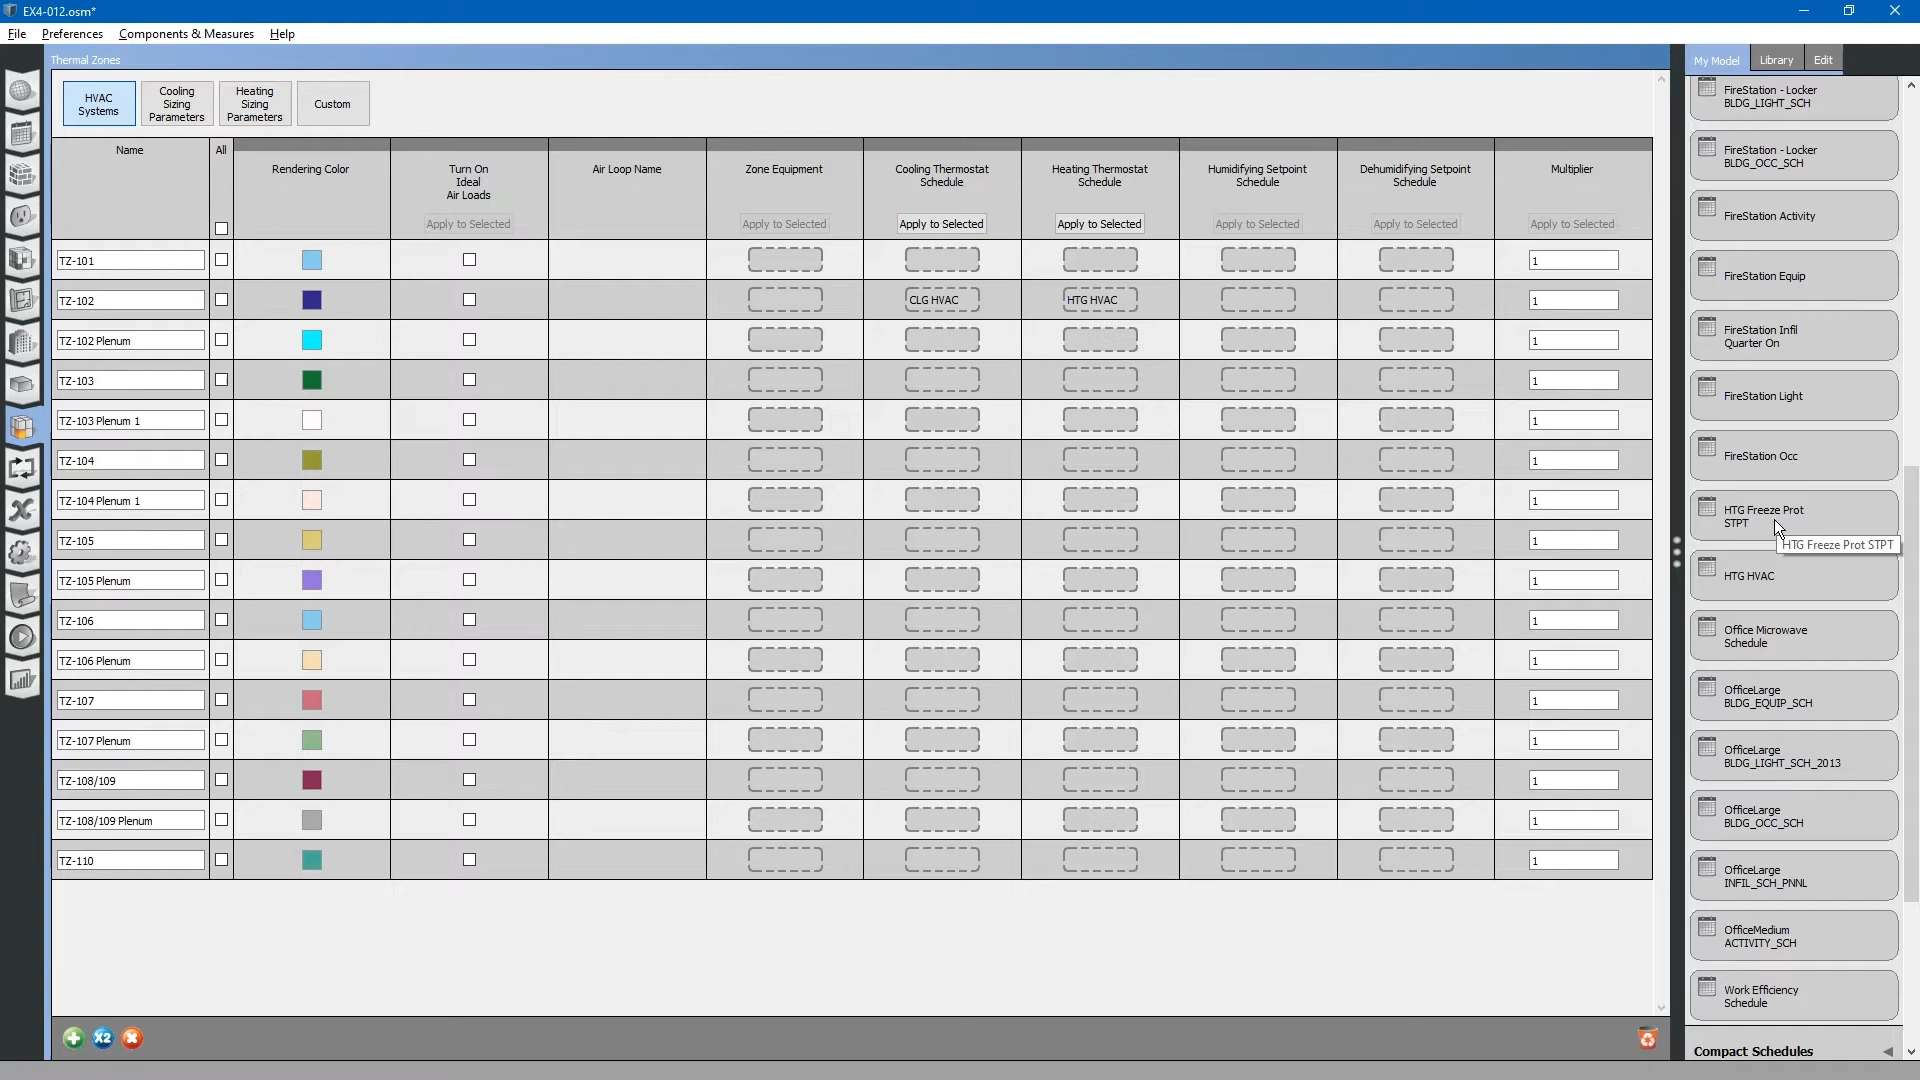 EX4-012.osm*
File Preferences Components & Measures Help
Thermal Zones
My Model Library Edit
HVAC
Systems
Cooling
Sizing
Parameters
Heating
Sizing
Parameters
Custom
Name
All
Rendering Color
Turn On
Ideal
Air Loads
Air Loop Name
Zone Equipment
Cooling Thermostat
Schedule
Heating Thermostat
Schedule
Humidifying Setpoint
Schedule
Dehumidifying Setpoint
Schedule
Multiplier
Apply to Selected
Apply to Selected
Apply to Selected
Apply to Selected
Apply to Selected
Apply to Selected
Apply to Selected
TZ-101 1
TZ-102 CLG HVAC HTG HVAC 1
TZ-102 Plenum 1
TZ-103 1
TZ-103 Plenum 1 1
TZ-104 1
TZ-104 Plenum 1 1
TZ-105 1
TZ-105 Plenum 1
TZ-106 1
TZ-106 Plenum 1
TZ-107 1
TZ-107 Plenum 1
TZ-108/109 1
TZ-108/109 Plenum 1
TZ-110 1
X2
FireStation - Locker
BLDG_LIGHT_SCH
FireStation - Locker
BLDG_OCC_SCH
FireStation Activity
FireStation Equip
FireStation Infil
Quarter On
FireStation Light
FireStation Occ
HTG Freeze Prot
STPT
HTG Freeze Prot STPT
HTG HVAC
Office Microwave
Schedule
OfficeLarge
BLDG_EQUIP_SCH
OfficeLarge
BLDG_LIGHT_SCH_2013
OfficeLarge
BLDG_OCC_SCH
OfficeLarge
INFIL_SCH_PNNL
OfficeMedium
ACTIVITY_SCH
Work Efficiency
Schedule
Compact Schedules